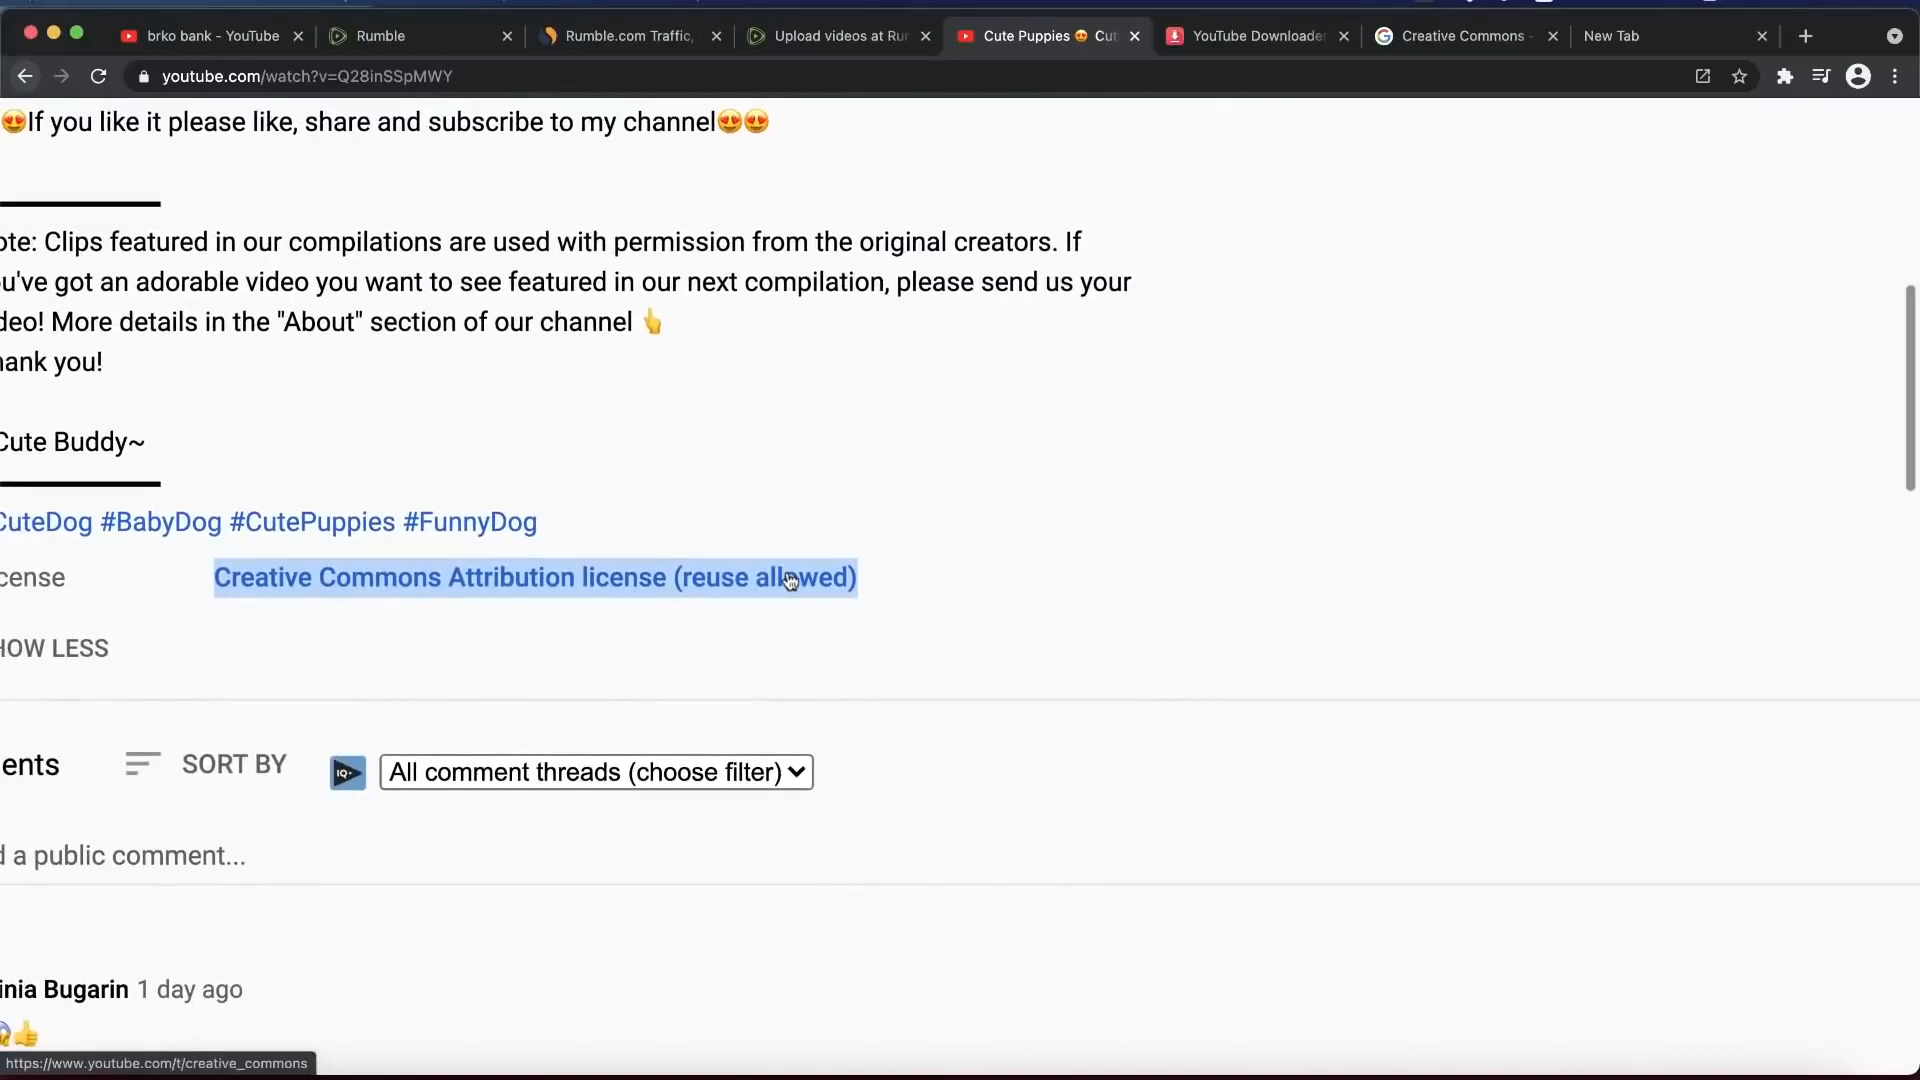 brko bank - YouTube
Rumble
Rumble.com Traffic,
Upload videos at Rur
Cute Puppies 😍 Cut
YouTube Downloader
Creative Commons -
New Tab
youtube.com/watch?v=Q28inSSpMWY
😍If you like it please like, share and subscribe to my channel😍😍
ote: Clips featured in our compilations are used with permission from the original creators. If
u've got an adorable video you want to see featured in our next compilation, please send us your
deo! More details in the "About" section of our channel 👆
hank you!
Cute Buddy~
CuteDog #BabyDog #CutePuppies #FunnyDog
cense
Creative Commons Attribution license (reuse allowed)
HOW LESS
ents
SORT BY
IQ
All comment threads (choose filter)
d a public comment...
inia Bugarin 1 day ago
👍
https://www.youtube.com/t/creative_commons